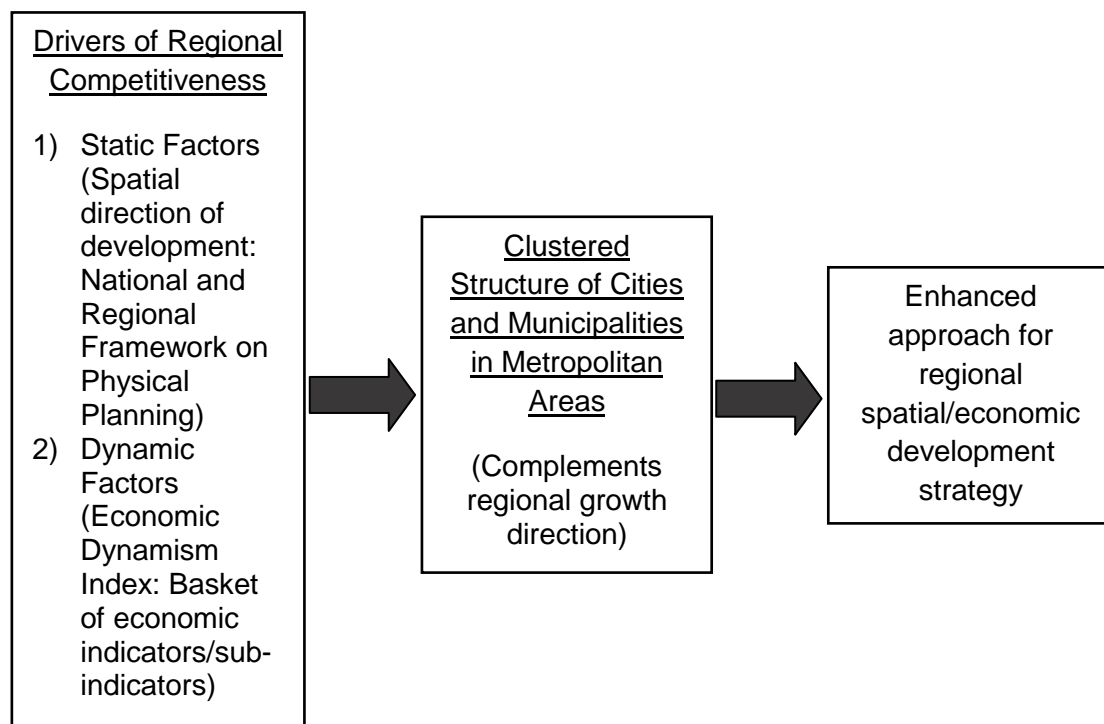 Drivers of Regional
Competitiveness
1) Static Factors
(Spatial
direction of
development:
National and
Regional
Framework on
Physical
Planning)
2) Dynamic
Factors
(Economic
Dynamism
Index: Basket
of economic
indicators/sub-
indicators)
Clustered
Structure of Cities
and Municipalities
in Metropolitan
Areas
(Complements
regional growth
direction)
Enhanced
approach for
regional
spatial/economic
development
strategy